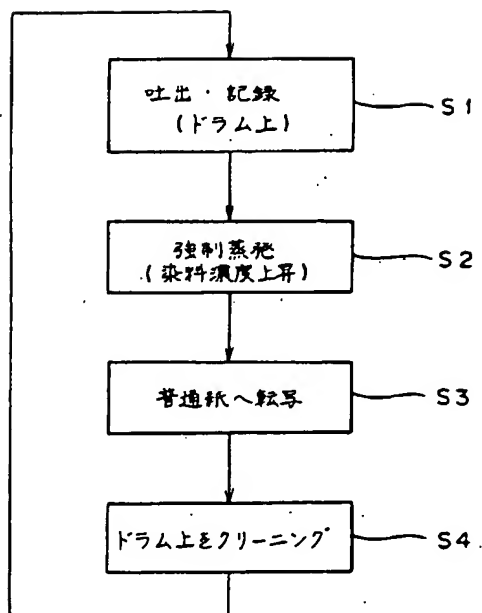 吐出・記録
(ドラム上)
S1
強制蒸発
(染料濃度上昇)
S2
普通紙へ転写
S3
ドラム上をクリーニング
S4